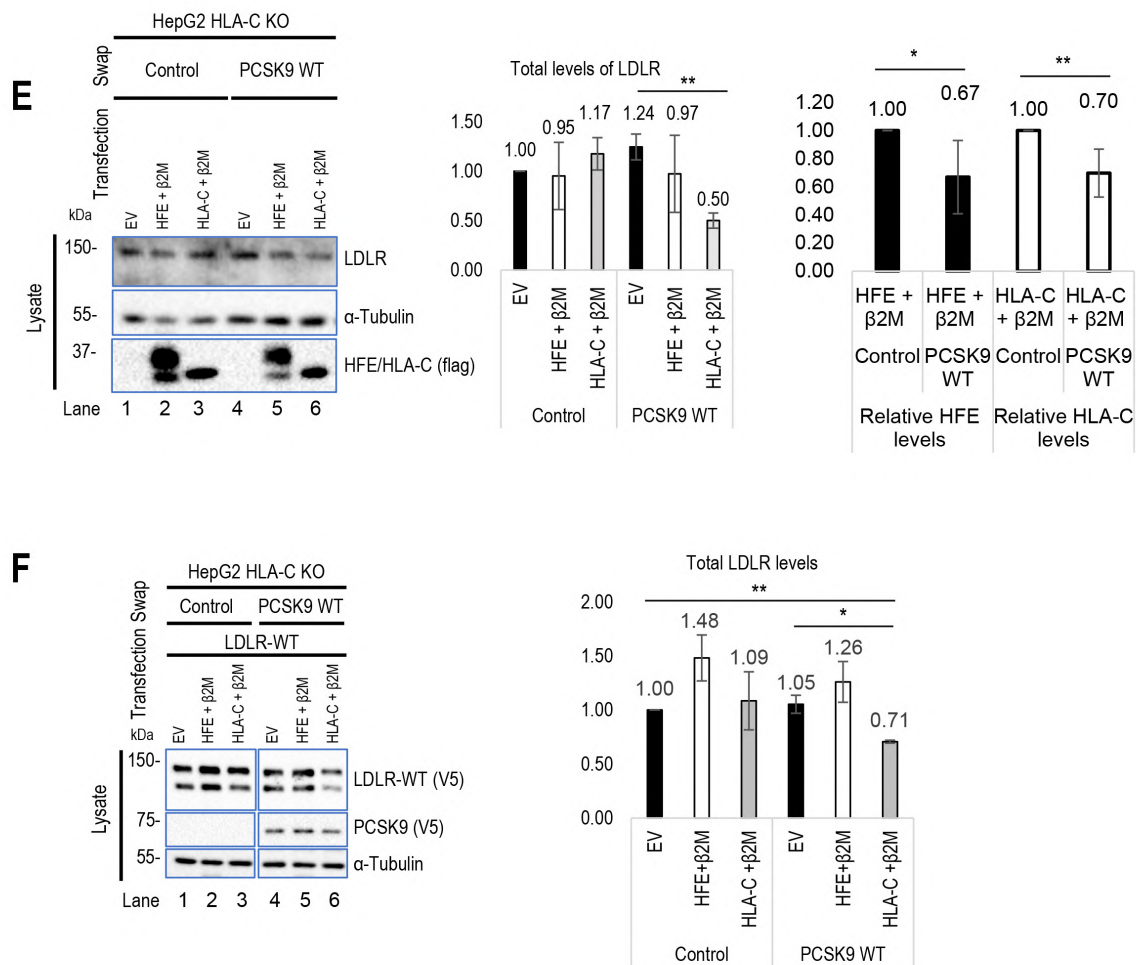 E
HepG2 HLA-C KO
Swap
Control
PCSK9 WT
Transfection
kDa
EV
HFE + β2M
HLA-C + β2M
EV
HFE + β2M
HLA-C + β2M
Lysate
150-
LDLR
55-
α-Tubulin
37-
HFE/HLA-C (flag)
Lane 1 2 3 4 5 6
Total levels of LDLR
**
1.50
1.00
0.50
0.00
1.00
0.95
1.17
1.24
0.97
0.50
EV
HFE + β2M
HLA-C + β2M
EV
HFE + β2M
HLA-C + β2M
Control
PCSK9 WT
*
**
1.20
1.00
0.80
0.60
0.40
0.20
0.00
1.00
0.67
1.00
0.70
HFE +
β2M
HFE +
β2M
HLA-C
+ β2M
HLA-C
+ β2M
Control
PCSK9
WT
Control
PCSK9
WT
Relative HFE
levels
Relative HLA-C
levels
F
HepG2 HLA-C KO
Swap
Control
PCSK9 WT
LDLR-WT
Transfection
kDa
EV
HFE + β2M
HLA-C + β2M
EV
HFE + β2M
HLA-C + β2M
Lysate
150-
LDLR-WT (V5)
75-
PCSK9 (V5)
55-
α-Tubulin
Lane 1 2 3 4 5 6
Total LDLR levels
**
*
2.00
1.50
1.00
0.50
0.00
1.00
1.48
1.09
1.05
1.26
0.71
EV
HFE+β2M
HLA-C +β2M
EV
HFE+β2M
HLA-C +β2M
Control
PCSK9 WT